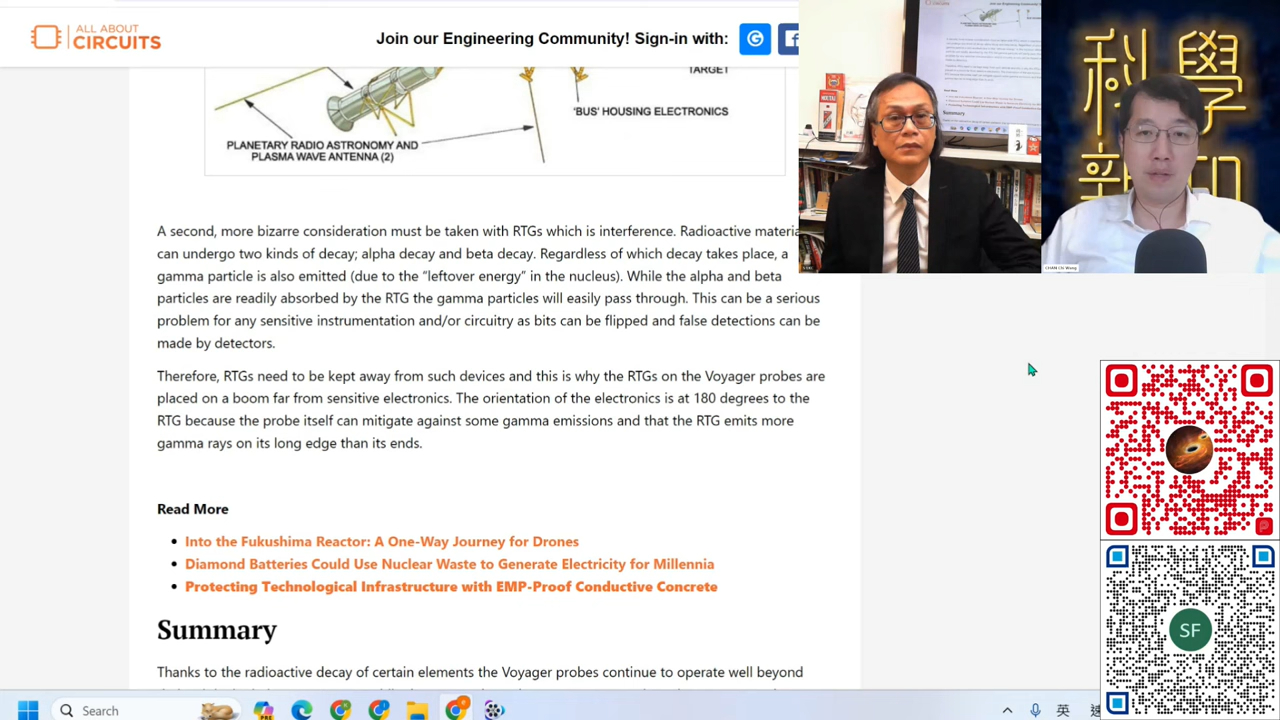 ALL ABOUT
CIRCUITS
Join our Engineering Community! Sign-in with:
TARGET
'BUS' HOUSING ELECTRONICS
PLANETARY RADIO ASTRONOMY AND
PLASMA WAVE ANTENNA (2)
A second, more bizarre consideration must be taken with RTGs which is interference. Radioactive materia
can undergo two kinds of decay; alpha decay and beta decay. Regardless of which decay takes place, a
gamma particle is also emitted (due to the “leftover energy” in the nucleus). While the alpha and beta
particles are readily absorbed by the RTG the gamma particles will easily pass through. This can be a serious
problem for any sensitive instrumentation and/or circuitry as bits can be flipped and false detections can be
made by detectors.
Therefore, RTGs need to be kept away from such devices and this is why the RTGs on the Voyager probes are
placed on a boom far from sensitive electronics. The orientation of the electronics is at 180 degrees to the
RTG because the probe itself can mitigate against some gamma emissions and that the RTG emits more
gamma rays on its long edge than its ends.
Read More
Into the Fukushima Reactor: A One-Way Journey for Drones
Diamond Batteries Could Use Nuclear Waste to Generate Electricity for Millennia
Protecting Technological Infrastructure with EMP-Proof Conductive Concrete
Summary
Thanks to the radioactive decay of certain elements the Voyager probes continue to operate well beyond
Search
英
科學
SF
Summary